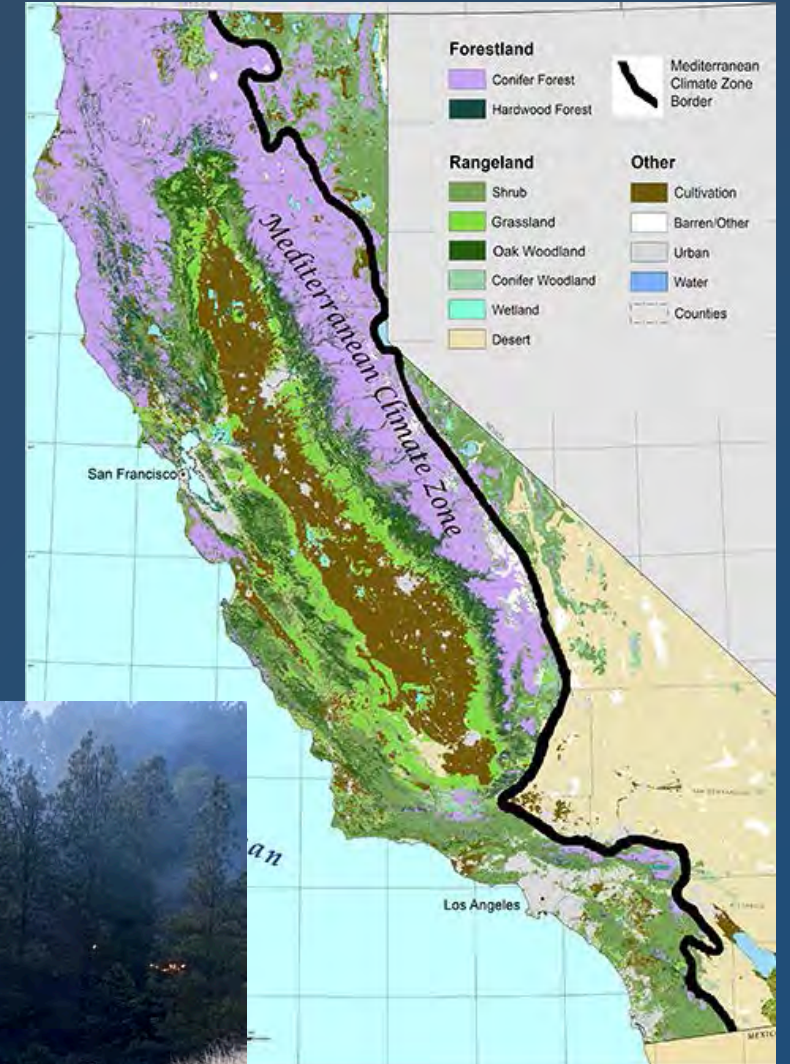 Forestland
Conifer Forest
Hardwood Forest
Mediterranean
Climate Zone
Border
Rangeland
Shrub
Grassland
Oak Woodland
Conifer Woodland
Wetland
Desert
Other
Cultivation
Barren/Other
Urban
Water
Counties
Mediterranean Climate Zone
San Francisco
an
Los Angeles
MEXIC